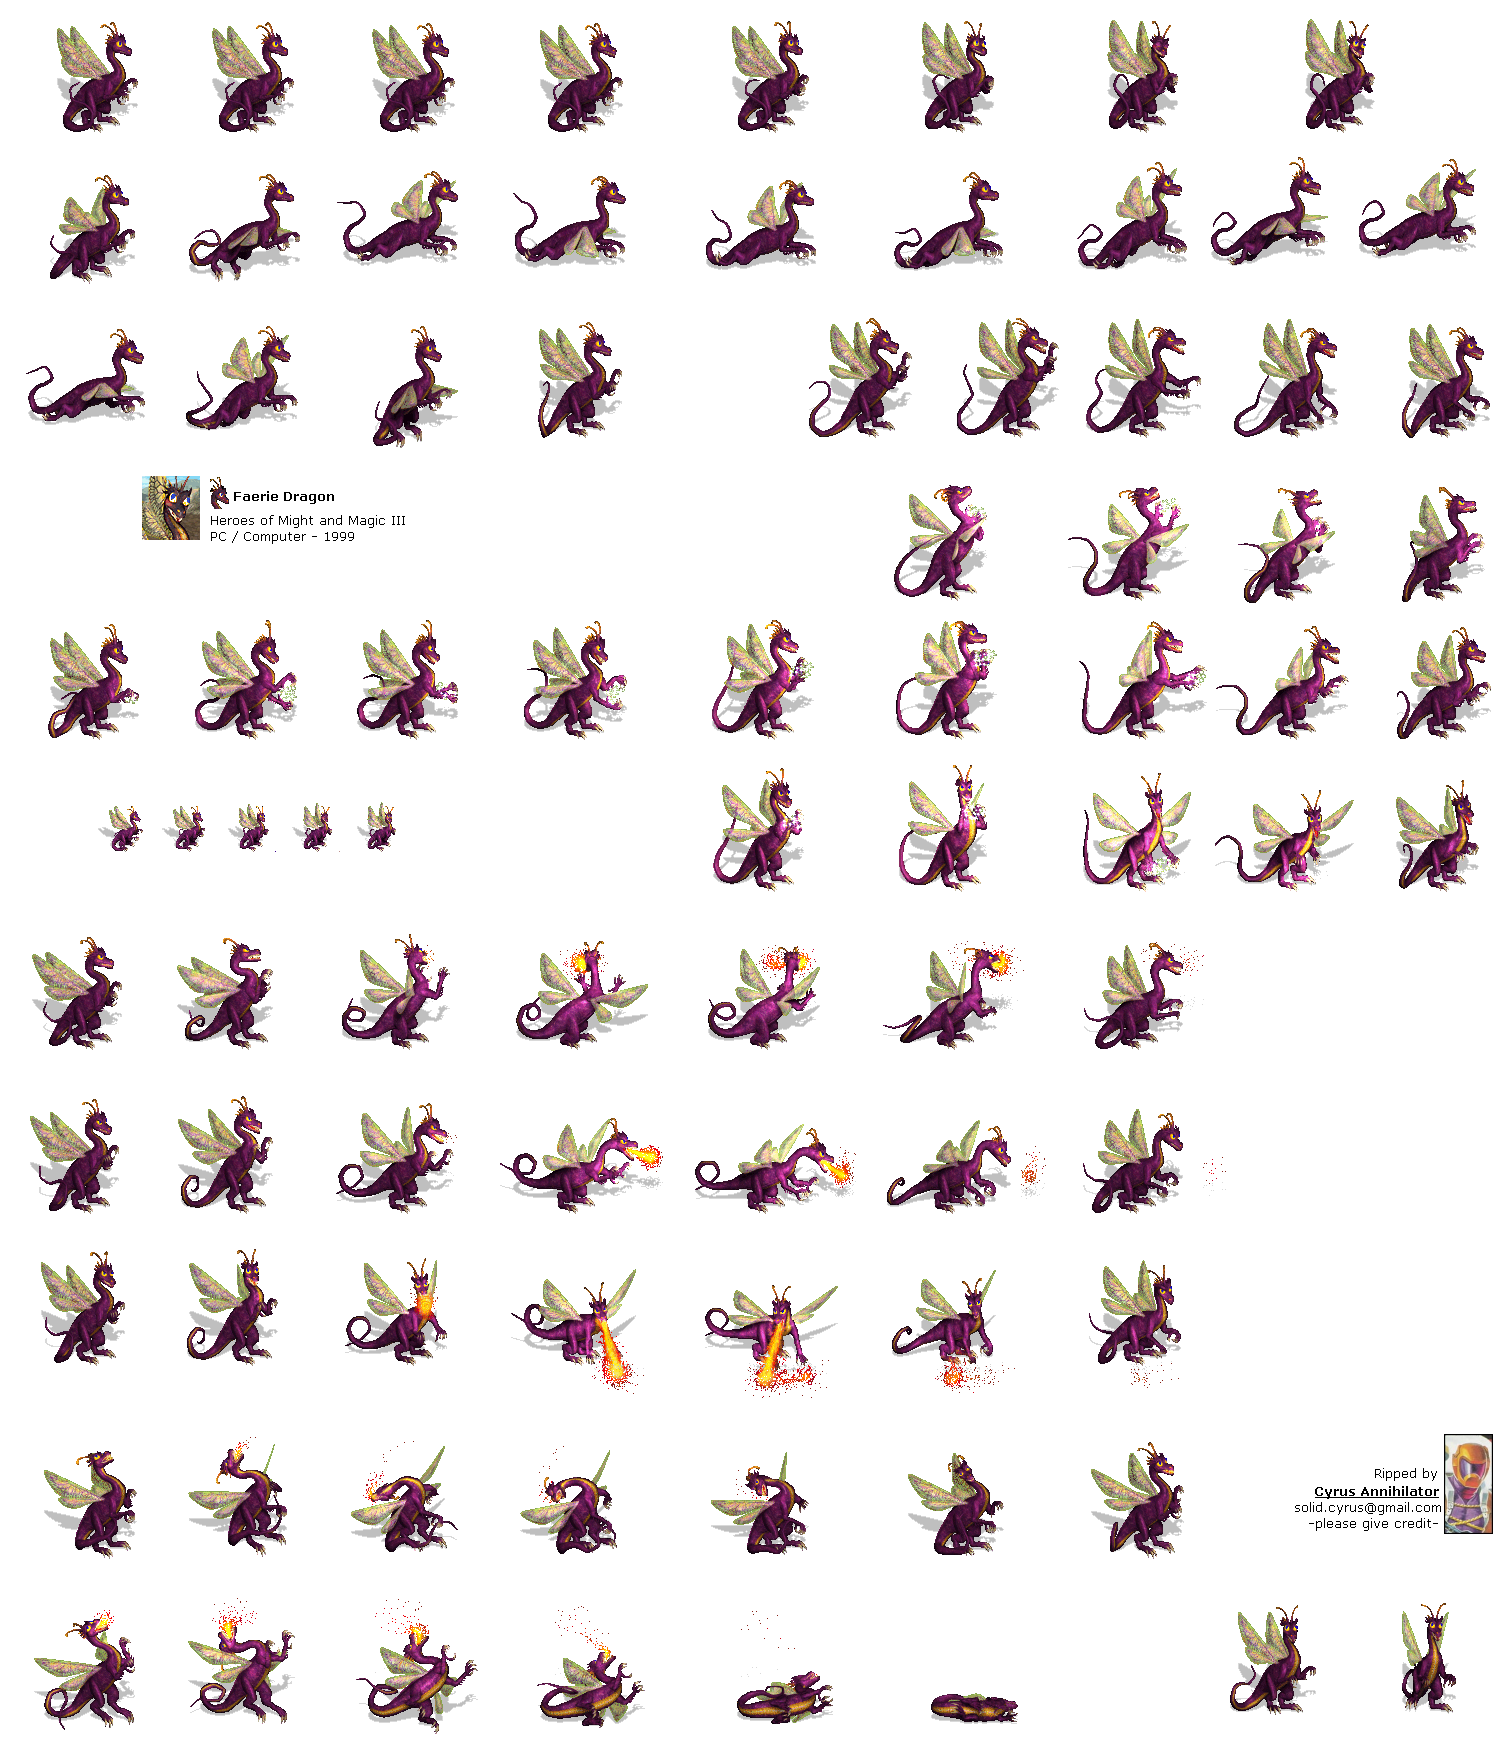 Faerie Dragon
Heroes of Might and Magic III
PC / Computer - 1999
Ripped by
Cyrus Annihilator
solid.cyrus@gmail.com
-please give credit-